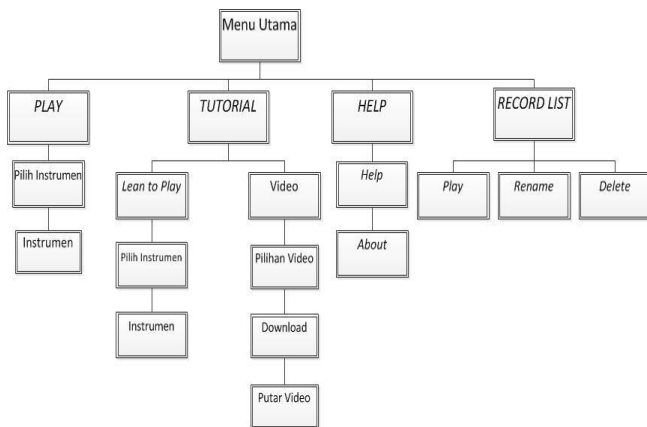 Menu Utama
PLAY
TUTORIAL
HELP
RECORD LIST
Pilih Instrumen
Lean to Play
Video
Help
Play
Rename
Delete
Instrumen
Pilih Instrumen
Pilihan Video
About
Instrumen
Download
Putar Video